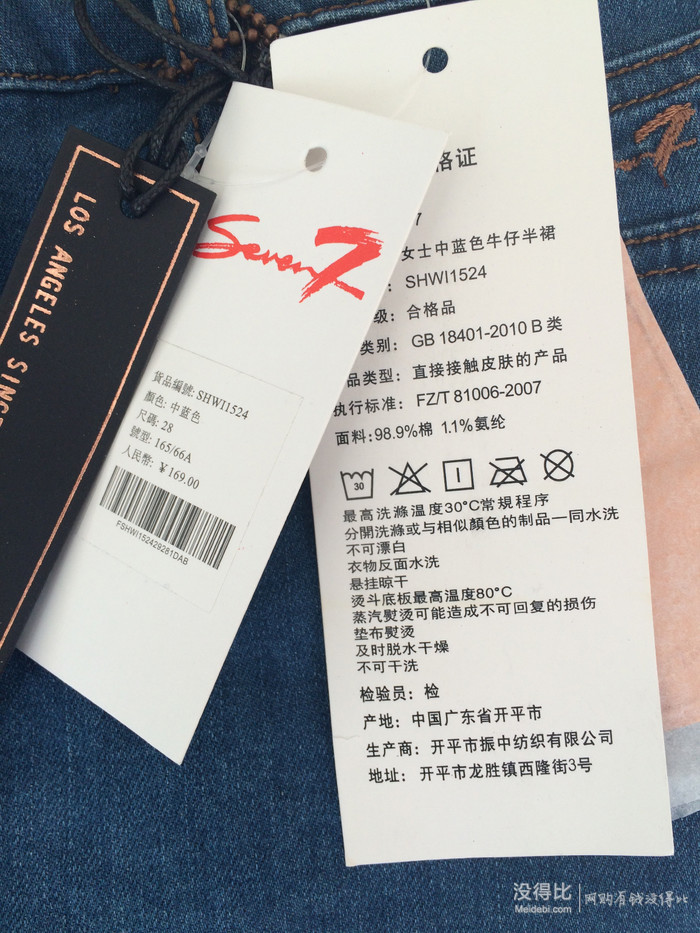 LOS ANGELES SINCE
Seven7
貨品編號: SHWI1524
顏色: 中蓝色
尺碼: 28
號型: 165/66A
人民幣: ￥169.00
FSHWI152429281DAB
格证
7
女士中蓝色牛仔半裙
: SHWI1524
级: 合格品
类别: GB 18401-2010 B 类
品类型: 直接接触皮肤的产品
执行标准: FZ/T 81006-2007
面料:98.9%棉 1.1%氨纶
30
最高洗滌溫度30°C常規程序
分開洗滌或与相似顏色的制品一同水洗
不可漂白
衣物反面水洗
悬挂晾干
烫斗底板最高溫度80°C
蒸汽熨烫可能造成不可回复的损伤
垫布熨烫
及时脱水干燥
不可干洗
检验员: 检
产地: 中国广东省开平市
生产商: 开平市振中纺织有限公司
地址: 开平市龙胜镇西隆街3号
7
没得比
Meidebi.com
网购有钱没得比